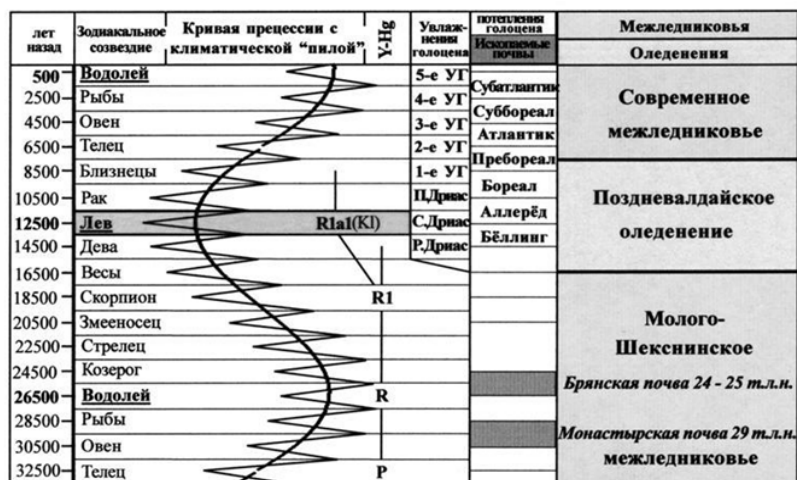 лет назад
Зодиакальное созвездие
Кривая прецессии с климатической "пилой"
Y-Hg
Увлаж-нения голоцена
потепления голоцена
Ископаемые почвы
Межледниковья
Оледенения
500 Водолей 5-е УГ
2500 Рыбы 4-е УГ
4500 Овен 3-е УГ
6500 Телец 2-е УГ
8500 Близнецы 1-е УГ
10500 Рак П.Дриас
12500 Лев R1a1(Kl) С.Дриас
14500 Дева Р.Дриас
16500 Весы
18500 Скорпион R1
20500 Змееносец
22500 Стрелец
24500 Козерог
26500 Водолей R
28500 Рыбы
30500 Овен
32500 Телец P
Субатлантик
Суббореал
Атлантик
Пребореал
Бореал
Аллерёд
Бёллинг
Современное
межледниковье
Поздневалдайское
оледенение
Молого-
Шекснинское
Брянская почва 24 - 25 т.л.н.
Монастырская почва 29 т.л.н.
межледниковье